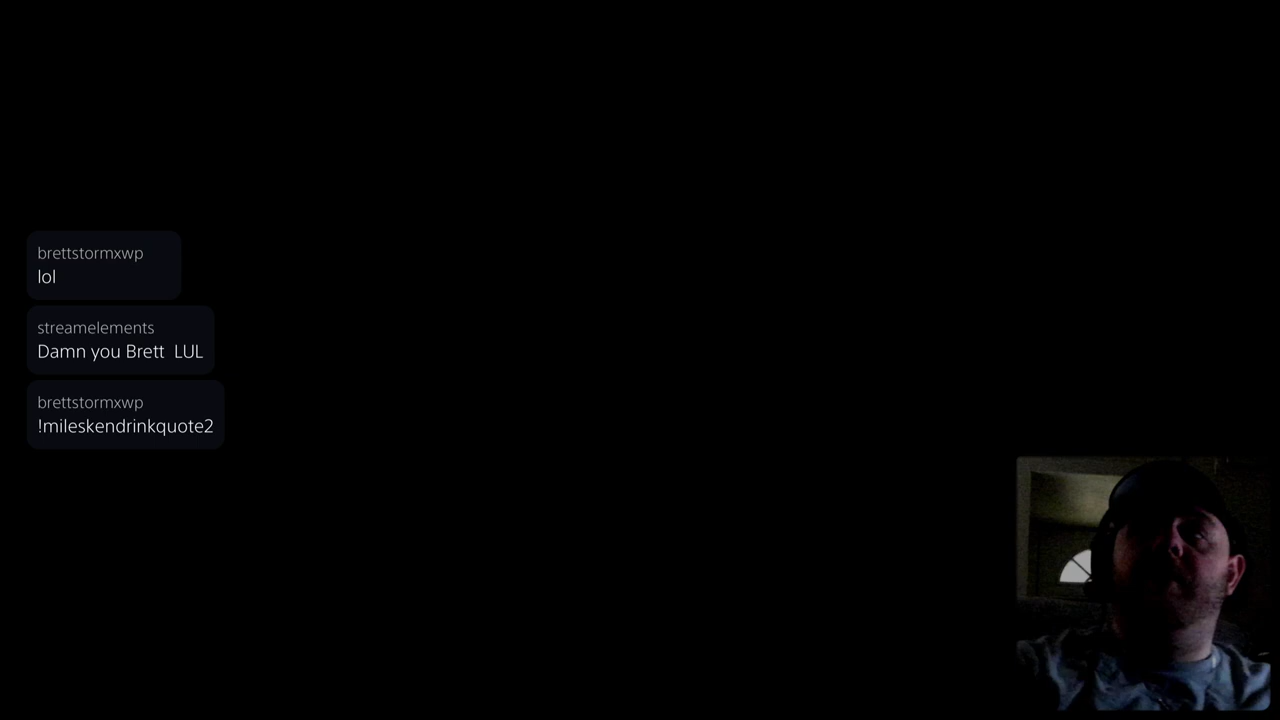 brettstormxwp
lol
streamelements
Damn you Brett LUL
brettstormxwp
!mileskendrinkquote2